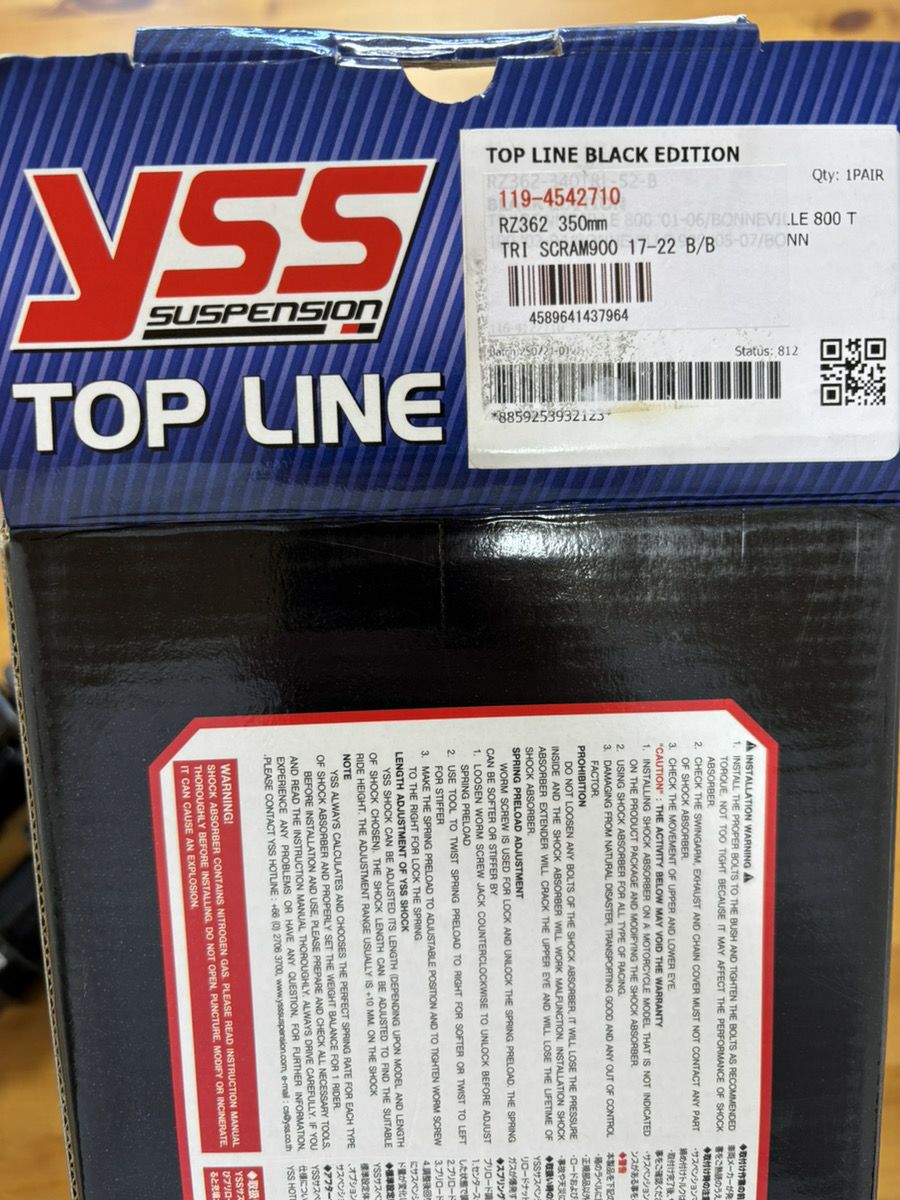 YSS
SUSPENSION
TOP LINE
TOP LINE BLACK EDITION
Qty: 1PAIR
119-4542710
RZ362 350mm
LE 800 T
TRI SCRAM900 17-22 B/B
NN
4589641437964
Status: 812
*8859253932123*
⚠ INSTALLATION WARNING ⚠
1. INSTALL THE PROPER BOLTS TO THE BUSH AND TIGHTEN THE BOLTS AS RECOMMENDED
TORQUE, NOT TOO TIGHT BECAUSE IT MAY AFFECT THE PERFORMANCE OF SHOCK
ABSORBER.
2. CHECK THE SWINGARM, EXHAUST AND CHAIN COVER MUST NOT CONTACT ANY PART
OF SHOCK ABSORBER.
3. CHECK THE MOVEMENT OF UPPER AND LOWER EYE.
"CAUTION" : THE ACTIVITY BELOW MAY VOID THE WARRANTY
1. INSTALLING SHOCK ABSORBER ON A MOTORCYCLE MODEL THAT IS NOT INDICATED
ON THE PRODUCT PACKAGE AND MODIFYING THE SHOCK ABSORBER.
2. USING SHOCK ABSORBER FOR ALL TYPE OF RACING.
3. DAMAGING FROM NATURAL DISASTER, TRANSPORTING GOOD AND ANY OUT OF CONTROL
FACTOR.
PROHIBITION
DO NOT LOOSEN ANY BOLTS OF THE SHOCK ABSORBER, IT WILL LOSE THE PRESSURE
INSIDE AND THE SHOCK ABSORBER WILL WORK MALFUNCTION. INSTALLATION SHOCK
ABSORBER EXTENDER WILL CRACK THE UPPER EYE AND WILL LOSE THE LIFETIME OF
SHOCK ABSORBER.
SPRING PRELOAD ADJUSTMENT
WORM SCREW IS USED FOR LOCK AND UNLOCK THE SPRING PRELOAD. THE SPRING
CAN BE SOFTER OR STIFFER BY
1. LOOSEN WORM SCREW JACK COUNTERCLOCKWISE TO UNLOCK BEFORE ADJUST
SPRING PRELOAD.
2. USE TOOL TO TWIST SPRING PRELOAD TO RIGHT FOR SOFTER OR TWIST TO LEFT
FOR STIFFER
3. MAKE THE SPRING PRELOAD TO ADJUSTABLE POSITION AND TO TIGHTEN WORM SCREW
TO THE RIGHT FOR LOCK THE SPRING
LENGTH ADJUSTMENT OF YSS SHOCK
YSS SHOCK CAN BE ADJUSTED ITS LENGTH (DEPENDING UPON MODEL AND LENGTH
OF SHOCK CHOSEN). THE SHOCK LENGTH CAN BE ADJUSTED TO FIND THE SUITABLE
RIDE HEIGHT. THE ADJUSTMENT RANGE USUALLY IS +10 MM. ON THE SHOCK
NOTE
YSS ALWAYS CALCULATES AND CHOOSES THE PERFECT SPRING RATE FOR EACH TYPE
OF SHOCK ABSORBER AND PROPERLY SET THE WEIGHT BALANCE FOR 1 RIDER.
BEFORE INSTALLATION AND USE, PLEASE PREPARE AND CHECK ALL NECESSARY TOOLS,
AND READ THE INSTRUCTION MANUAL THOROUGHLY. ALWAYS DRIVE CAREFULLY. IF YOU
EXPERIENCE ANY PROBLEMS OR HAVE ANY QUESTION. FOR FURTHER INFORMATION,
PLEASE CONTACT YSS HOTLINE : +66 (0) 2706 3700, www.ysssuspension.com, e-mail : cs@yss.co.th
WARNING!
SHOCK ABSORBER CONTAINS NITROGEN GAS. PLEASE READ INSTRUCTION MANUAL
THOROUGHLY BEFORE INSTALLING. DO NOT OPEN, PUNCTURE, MODIFY OR INCINERATE.
IT CAN CAUSE AN EXPLOSION.